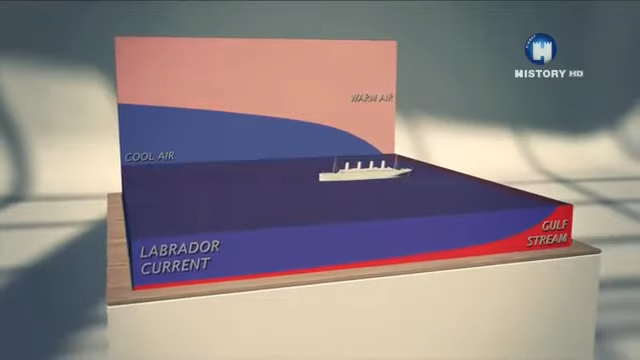 HISTORY HD
WARM AIR
COOL AIR
LABRADOR
CURRENT
GULF
STREAM